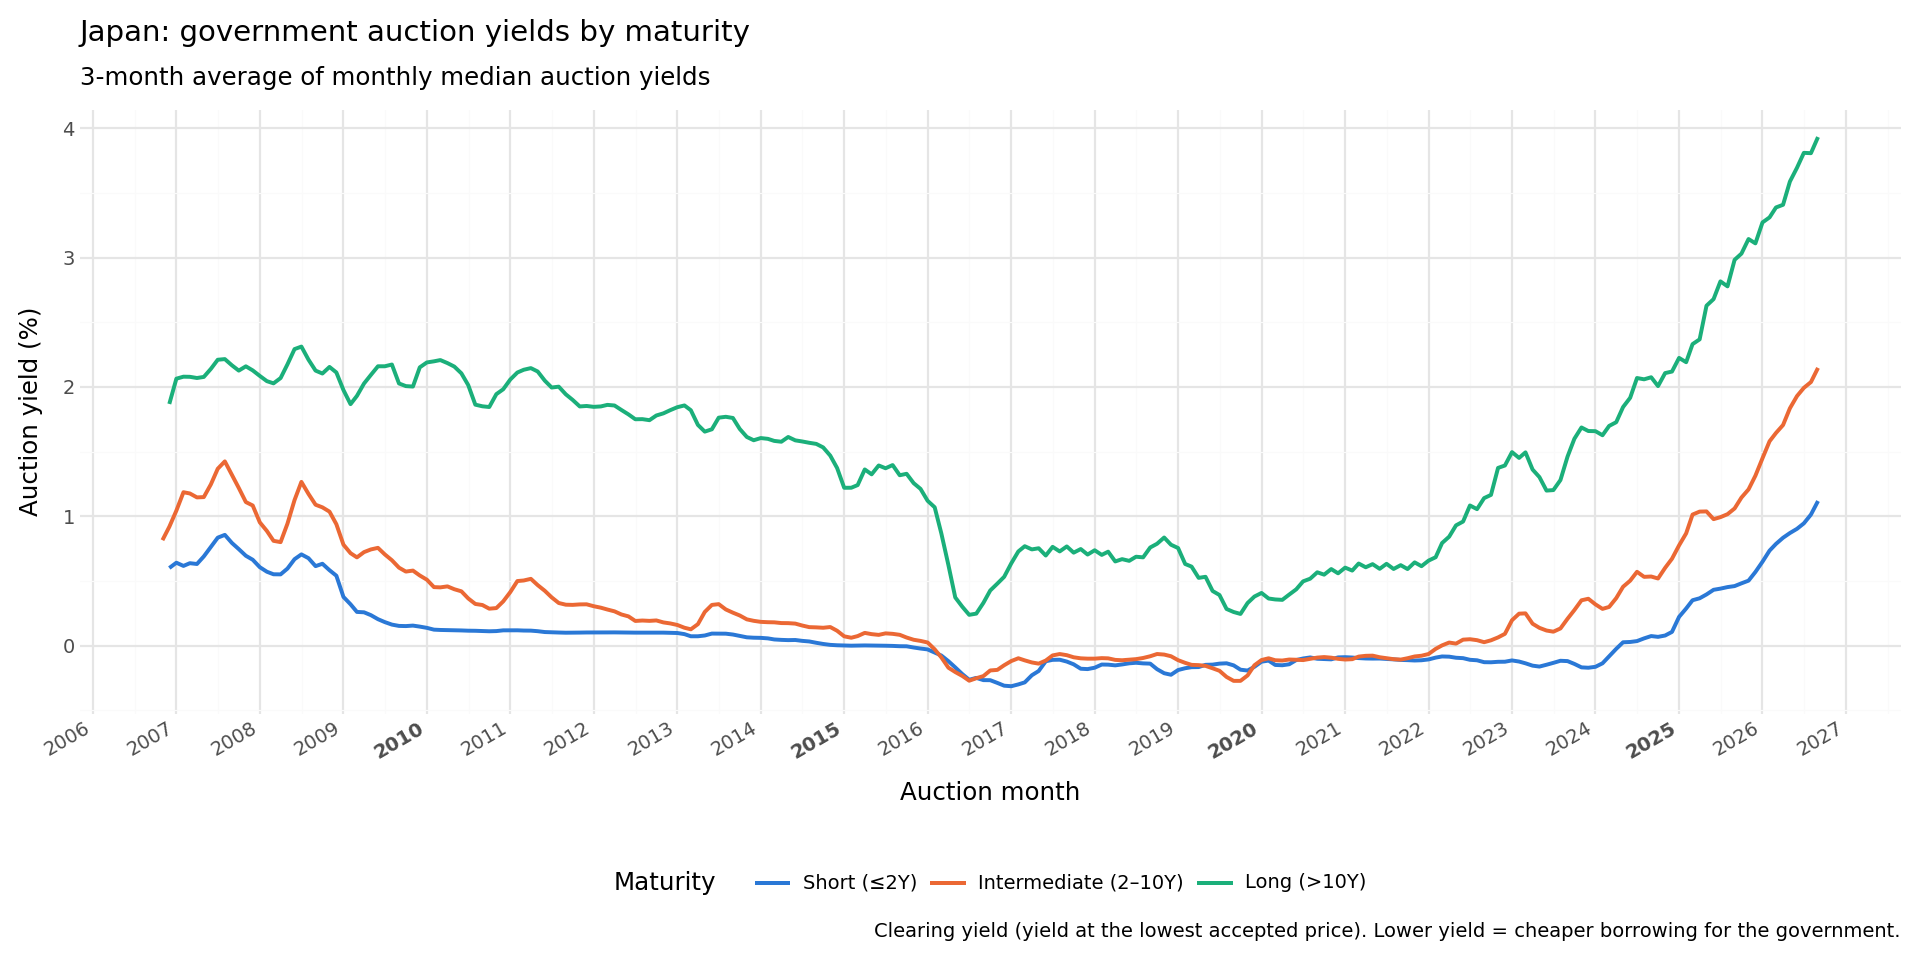 Japan: government auction yields by maturity
3-month average of monthly median auction yields
4
3
2
1
0
Auction yield (%)
2006 2007 2008 2009 2010 2011 2012 2013 2014 2015 2016 2017 2018 2019 2020 2021 2022 2023 2024 2025 2026 2027
Auction month
Maturity Short (≤2Y) Intermediate (2–10Y) Long (>10Y)
Clearing yield (yield at the lowest accepted price). Lower yield = cheaper borrowing for the government.